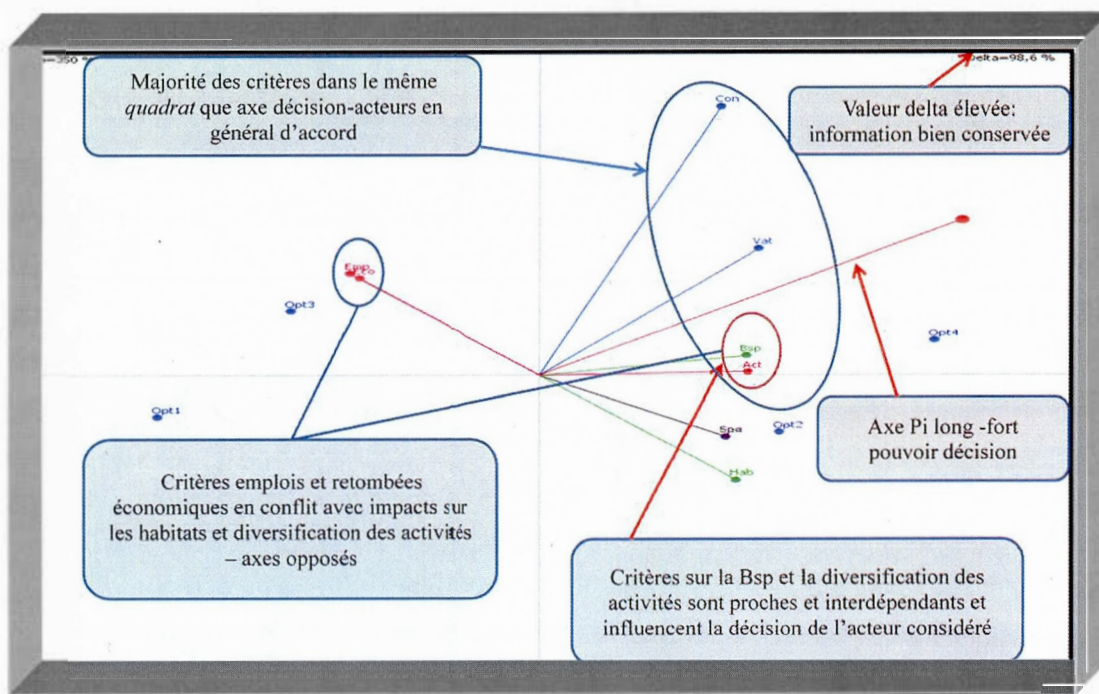 =350 %
Delta=98,6 %
Majorité des critères dans le même
quadrat que axe décision-acteurs en
général d’accord
Valeur delta élevée:
information bien conservée
Con
Vat
Opt3
Bsp
Act
Opt4
Opt1
Spa
Opt2
Hab
Axe Pi long -fort
pouvoir décision
Critères emplois et retombées
économiques en conflit avec impacts sur
les habitats et diversification des activités
– axes opposés
Critères sur la Bsp et la diversification des
activités sont proches et interdépendants et
influencent la décision de l’acteur considéré